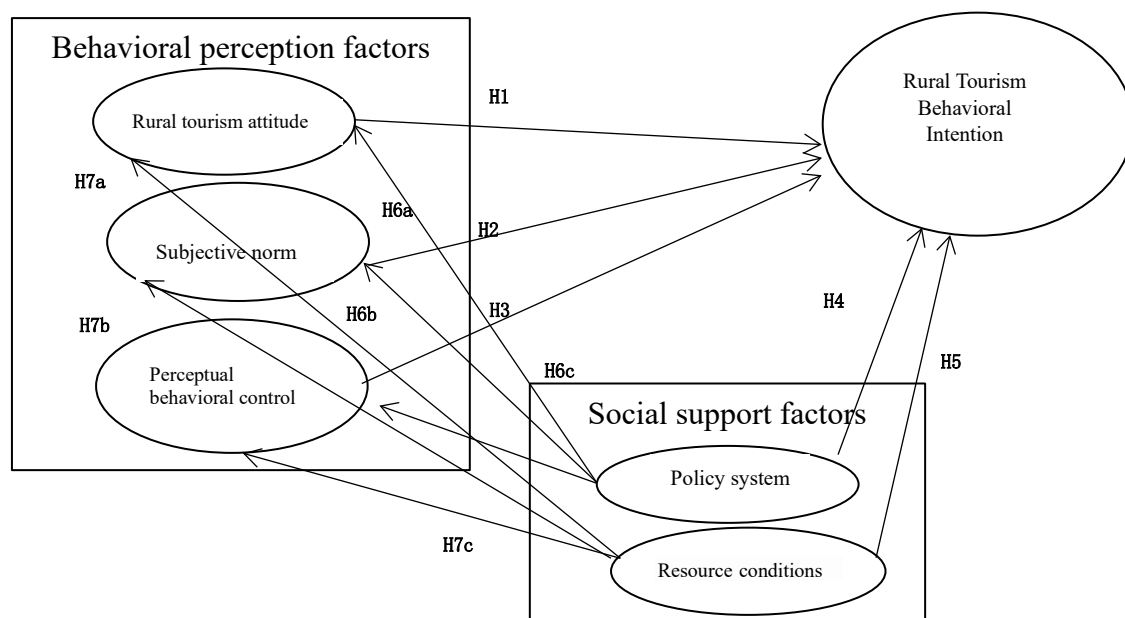 Behavioral perception factors
Rural tourism attitude
H1
Rural Tourism
Behavioral
Intention
H7a
H6a
H2
Subjective norm
H7b
H6b
H3
H4
Perceptual
behavioral control
H6c
H5
Social support factors
Policy system
H7c
Resource conditions